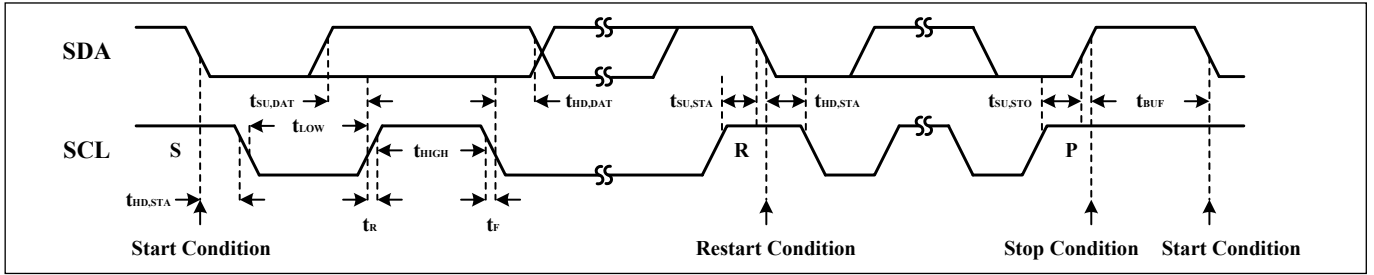 SDA
tSU,DAT
tHD,DAT
tSU,STA
tHD,STA
tSU,STO
tBUF
tLOW
SCL
S
tHIGH
R
P
tHD,STA
tR
tF
Start Condition
Restart Condition
Stop Condition
Start Condition